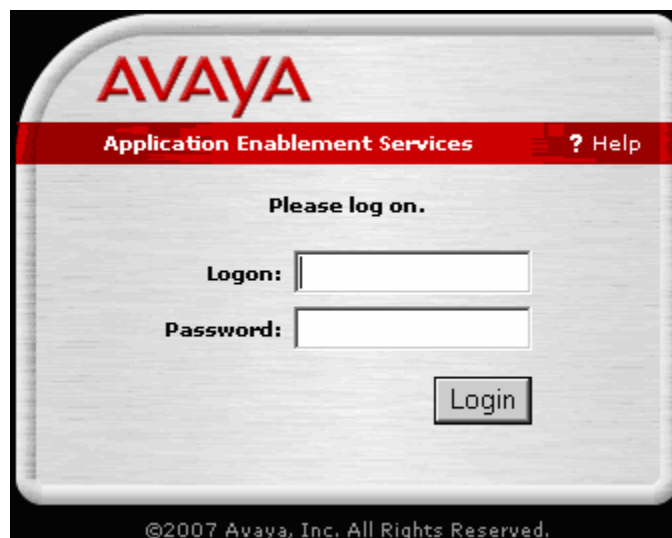 AVAYA
Application Enablement Services ? Help
Please log on.
Logon:
Password:
Login
©2007 Avaya, Inc. All Rights Reserved.